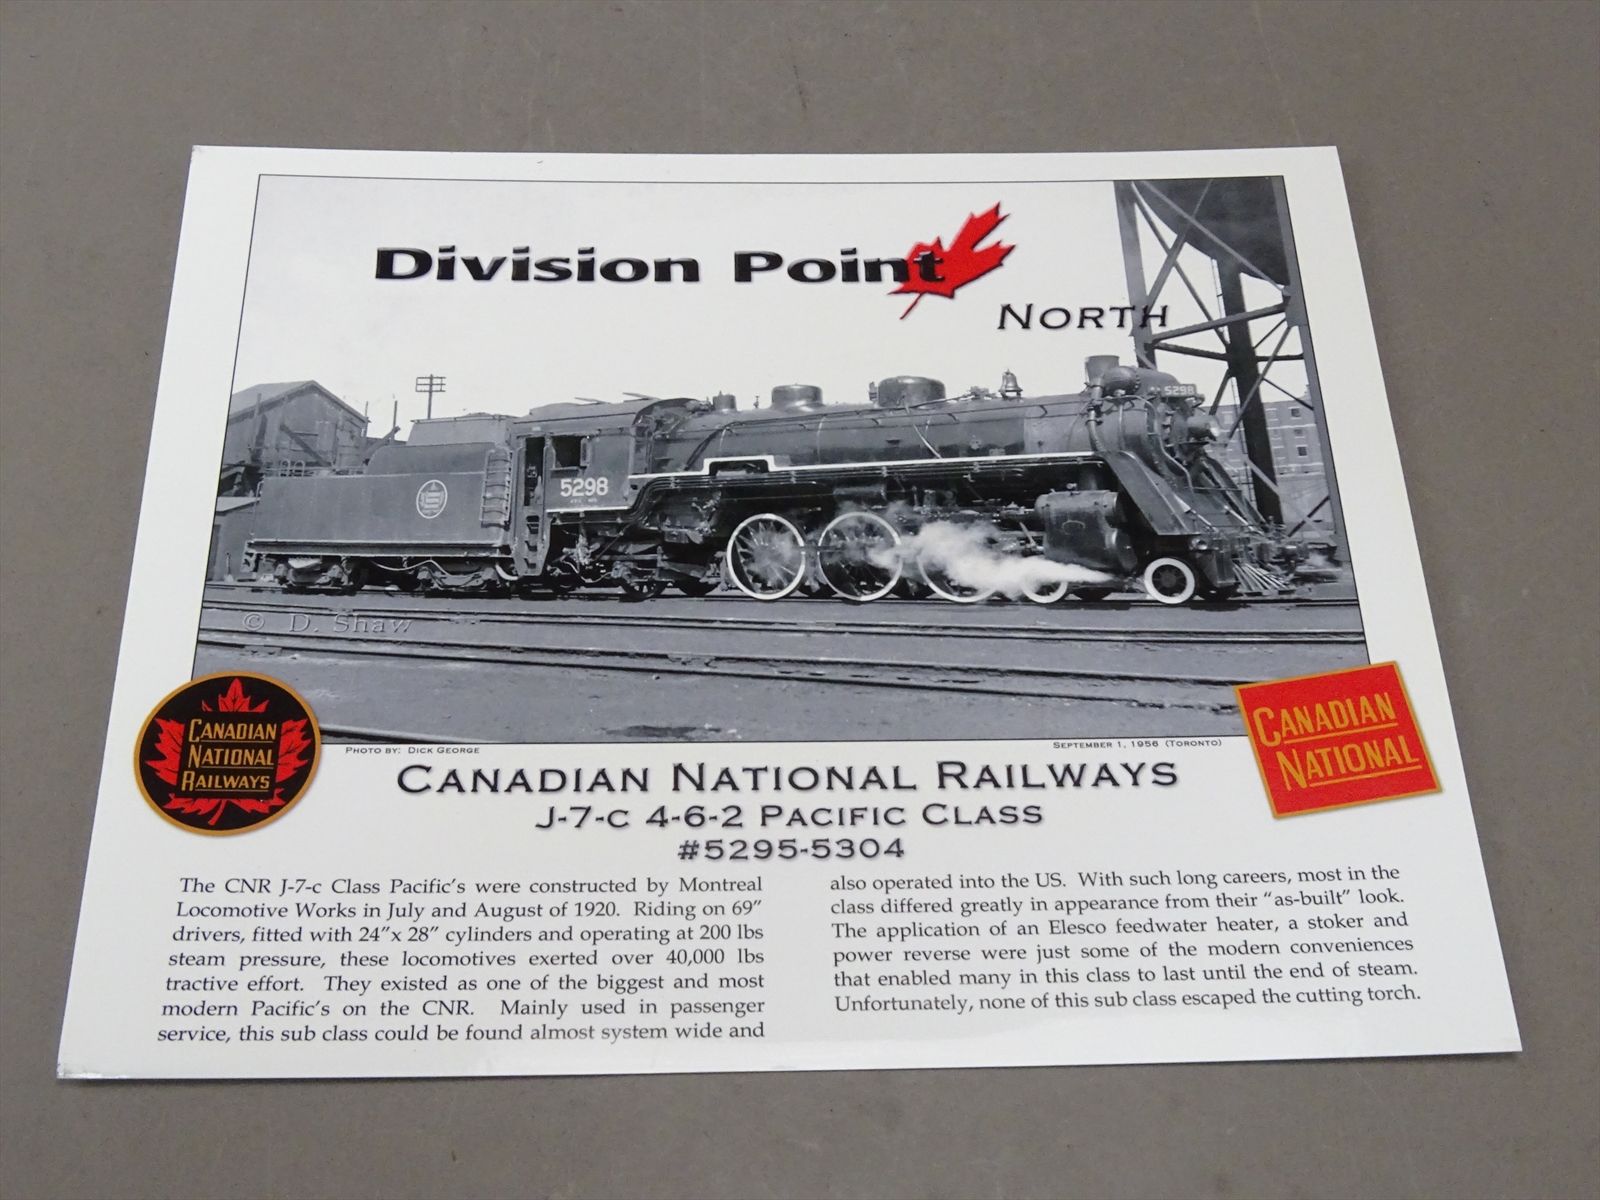 Division Point
NORTH
5298
5298
© D. Shaw
CANADIAN
NATIONAL
RAILWAYS
CANADIAN
NATIONAL
PHOTO BY: DICK GEORGE
SEPTEMBER 1, 1956 (TORONTO)
CANADIAN NATIONAL RAILWAYS
J-7-C 4-6-2 PACIFIC CLASS
#5295-5304
The CNR J-7-c Class Pacific's were constructed by Montreal
Locomotive Works in July and August of 1920. Riding on 69"
drivers, fitted with 24"x 28" cylinders and operating at 200 lbs
steam pressure, these locomotives exerted over 40,000 lbs
tractive effort. They existed as one of the biggest and most
modern Pacific's on the CNR. Mainly used in passenger
service, this sub class could be found almost system wide and
also operated into the US. With such long careers, most in the
class differed greatly in appearance from their "as-built" look.
The application of an Elesco feedwater heater, a stoker and
power reverse were just some of the modern conveniences
that enabled many in this class to last until the end of steam.
Unfortunately, none of this sub class escaped the cutting torch.